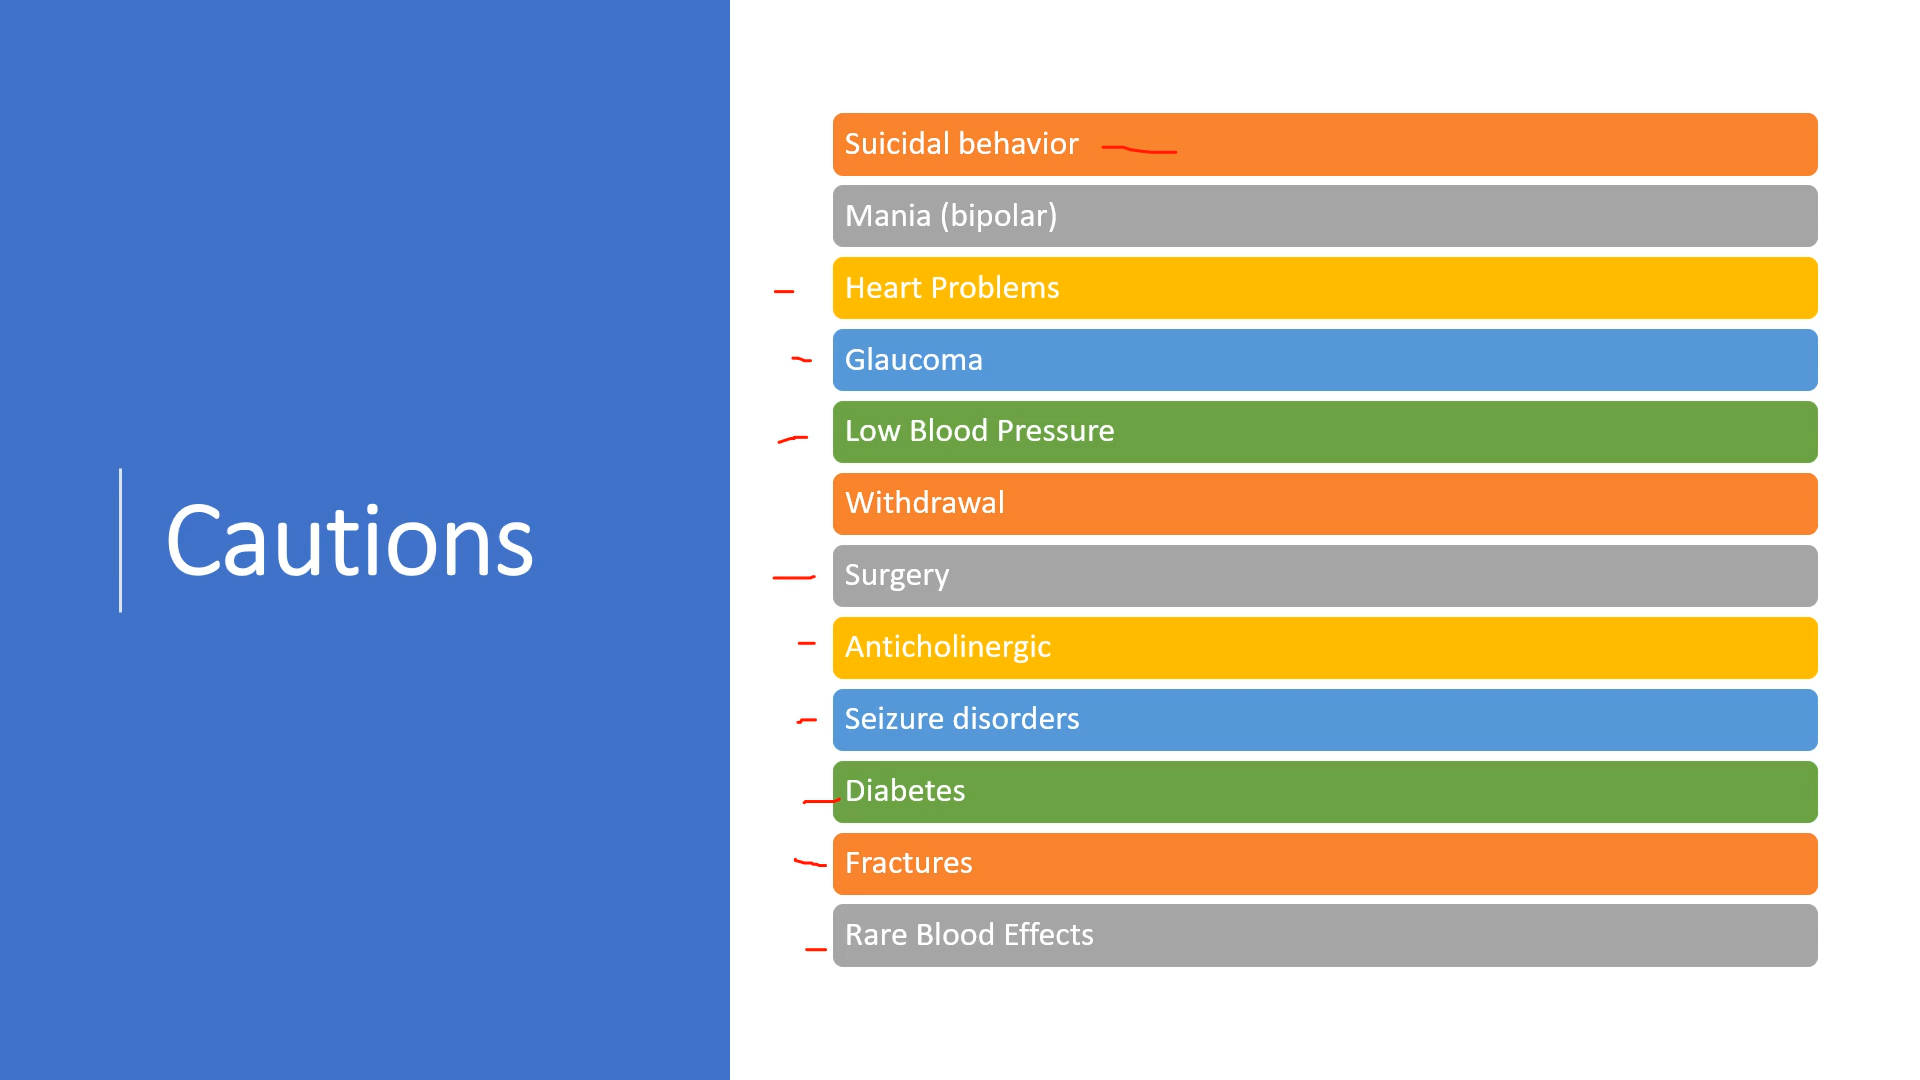 Cautions
Suicidal behavior
Mania (bipolar)
Heart Problems
Glaucoma
Low Blood Pressure
Withdrawal
Surgery
Anticholinergic
Seizure disorders
Diabetes
Fractures
Rare Blood Effects